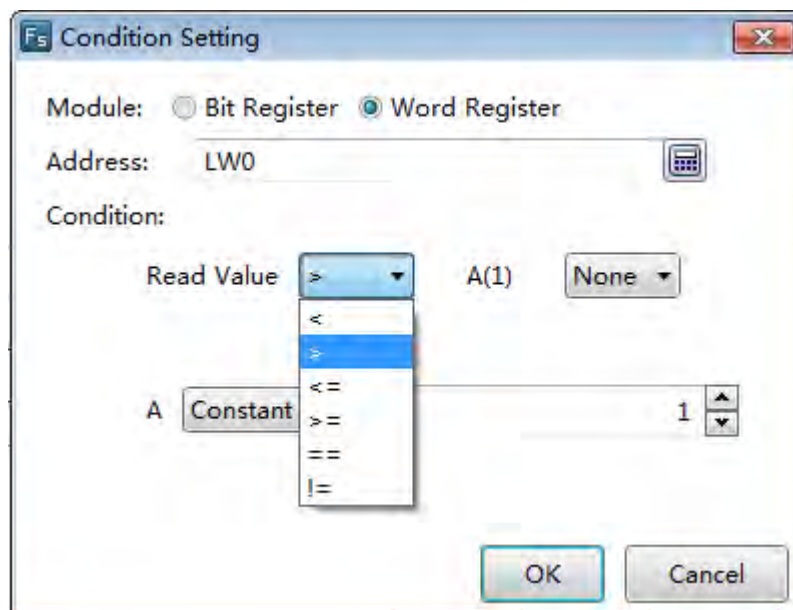 Fs Condition Setting
Module: Bit Register Word Register
Address: LW0
Condition:
Read Value > A(1) None
<
>
<=
A Constant 1
>=
==
!=
OK Cancel